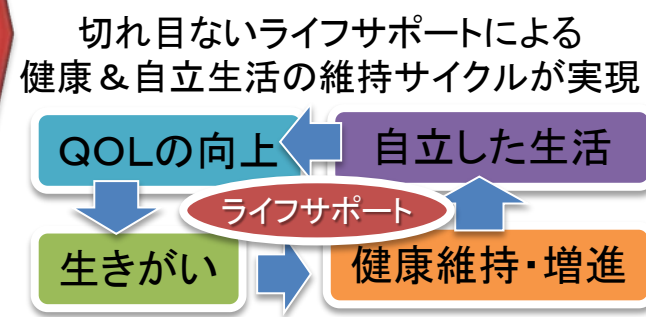 切れ目ないライフサポートによる
健康＆自立生活の維持サイクルが実現
QOLの向上
自立した生活
ライフサポート
生きがい
健康維持・増進